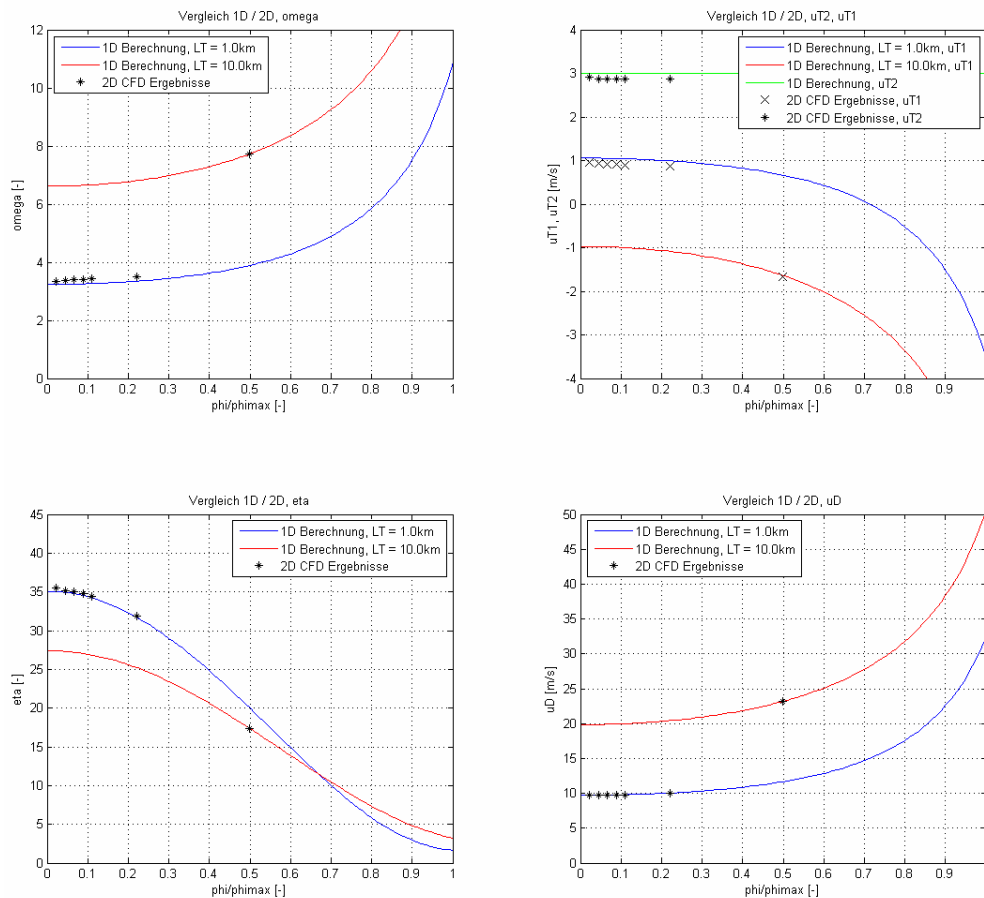 Vergleich 1D / 2D, omega
1D Berechnung, LT = 1.0km
1D Berechnung, LT = 10.0km
2D CFD Ergebnisse
12
10
8
6
4
2
0
omega [-]
0 0.1 0.2 0.3 0.4 0.5 0.6 0.7 0.8 0.9 1
phi/phimax [-]
Vergleich 1D / 2D, uT2, uT1
1D Berechnung, LT = 1.0km, uT1
1D Berechnung, LT = 10.0km, uT1
1D Berechnung, uT2
2D CFD Ergebnisse, uT1
2D CFD Ergebnisse, uT2
4
3
2
1
0
-1
-2
-3
-4
uT1, uT2 [m/s]
0 0.1 0.2 0.3 0.4 0.5 0.6 0.7 0.8 0.9
phi/phimax [-]
Vergleich 1D / 2D, eta
1D Berechnung, LT = 1.0km
1D Berechnung, LT = 10.0km
2D CFD Ergebnisse
45
40
35
30
25
20
15
10
5
0
eta [-]
0 0.1 0.2 0.3 0.4 0.5 0.6 0.7 0.8 0.9 1
phi/phimax [-]
Vergleich 1D / 2D, uD
1D Berechnung, LT = 1.0km
1D Berechnung, LT = 10.0km
2D CFD Ergebnisse
50
45
40
35
30
25
20
15
10
5
0
uD [m/s]
0 0.1 0.2 0.3 0.4 0.5 0.6 0.7 0.8 0.9
phi/phimax [-]